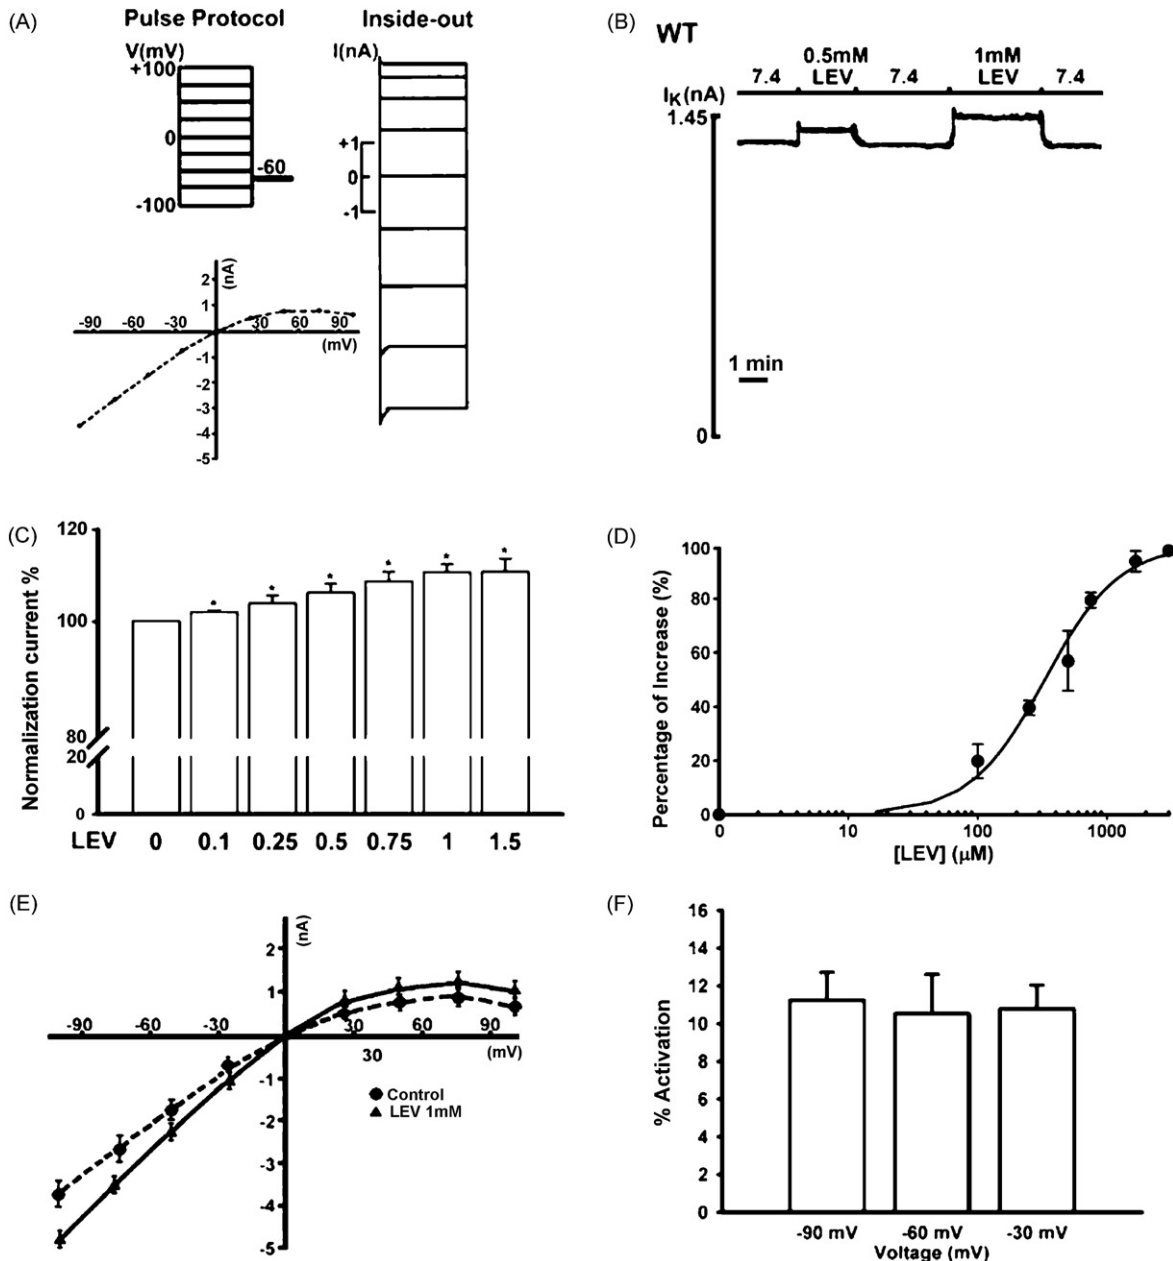 (A)
Pulse Protocol
V(mV)
+100
0
-100
-60
Inside-out
I(nA)
+1
0
-1
2
1
(nA)
-90 -60 -30 30 60 90
(mV)
-1
-2
-3
-4
-5
(B)
WT
0.5mM 1mM
7.4 LEV 7.4 LEV 7.4
IK(nA)
1.45
1 min
0
(C)
Normalization current %
120
100
80
20
0
LEV 0 0.1 0.25 0.5 0.75 1 1.5
* * * * * *
(D)
Percentage of Increase (%)
100
80
60
40
20
0
0 10 100 1000
[LEV] (μM)
(E)
2
1
(nA)
-90 -60 -30 30 60 90
(mV)
30
-1
-2
-3
-4
-5
Control
LEV 1mM
(F)
% Activation
16
14
12
10
8
6
4
2
0
-90 mV -60 mV -30 mV
Voltage (mV)